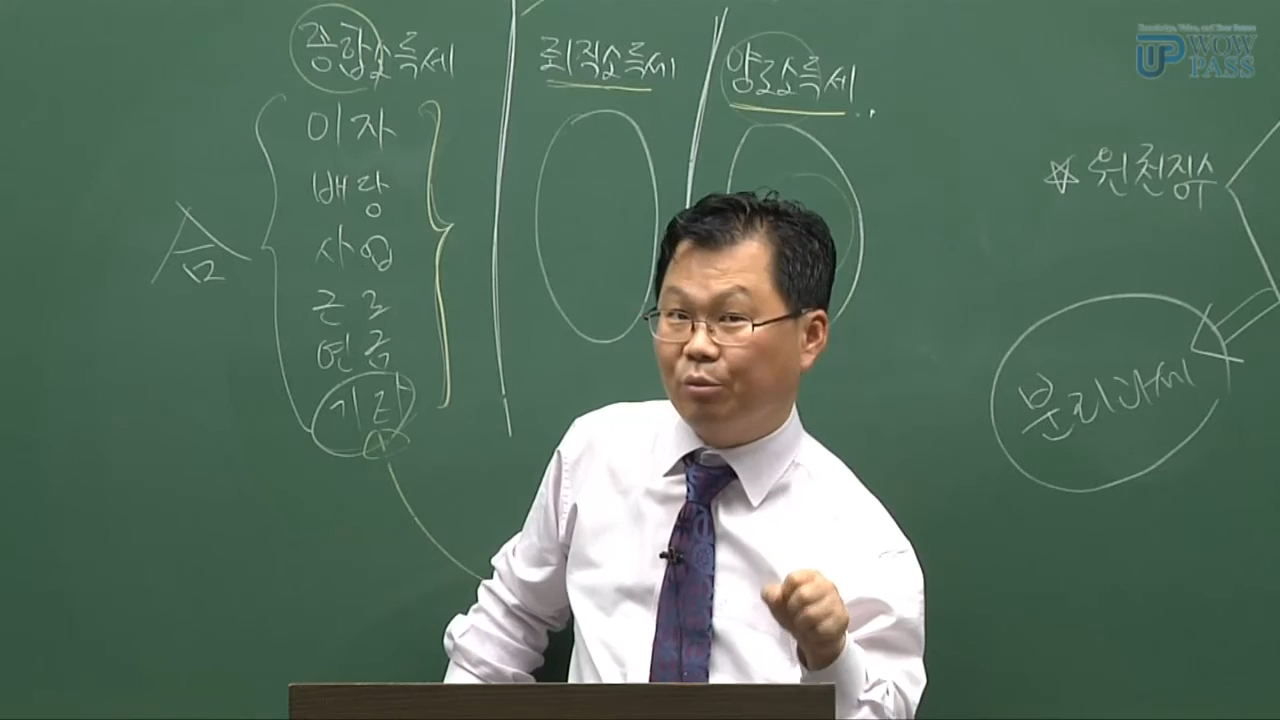 종합소득세
이자
배당
사업
근로
연금
기타
합
퇴직소득세
양도소득세
☆ 원천징수
분리과세
UP WOW PASS